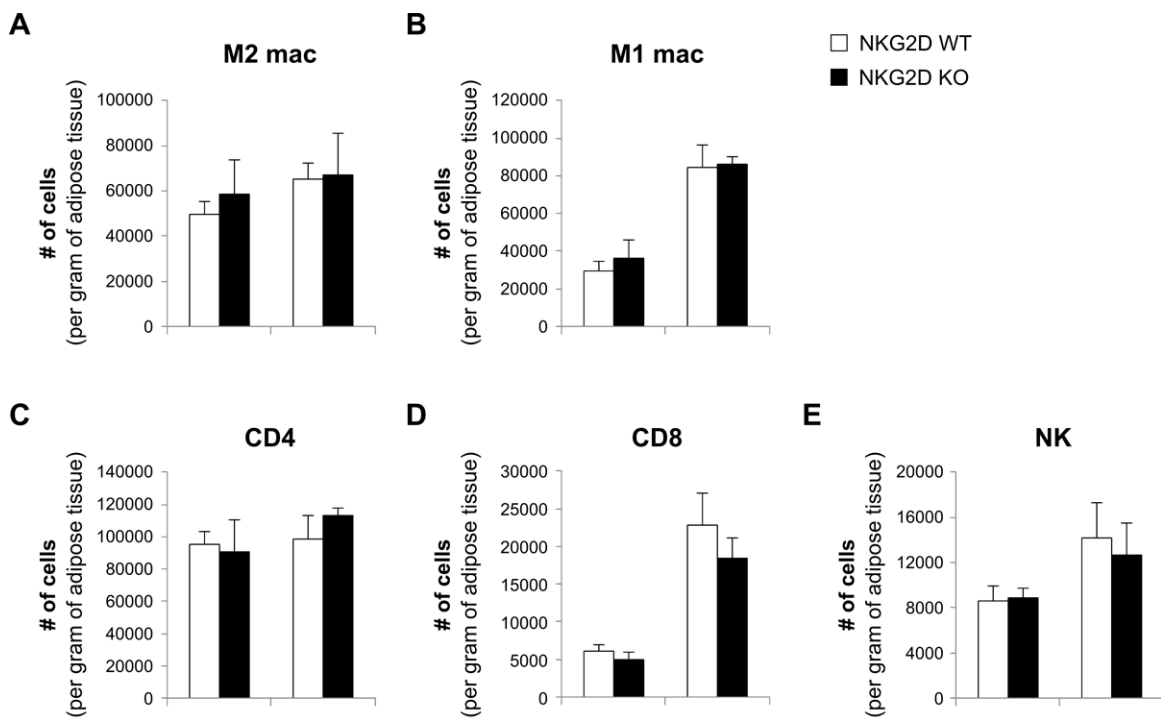 A
M2 mac
# of cells
(per gram of adipose tissue)
100000
80000
60000
40000
20000
0
B
M1 mac
# of cells
(per gram of adipose tissue)
120000
100000
80000
60000
40000
20000
0
NKG2D WT
NKG2D KO
C
CD4
# of cells
(per gram of adipose tissue)
140000
120000
100000
80000
60000
40000
20000
0
D
CD8
# of cells
(per gram of adipose tissue)
30000
25000
20000
15000
10000
5000
0
E
NK
# of cells
(per gram of adipose tissue)
20000
16000
12000
8000
4000
0